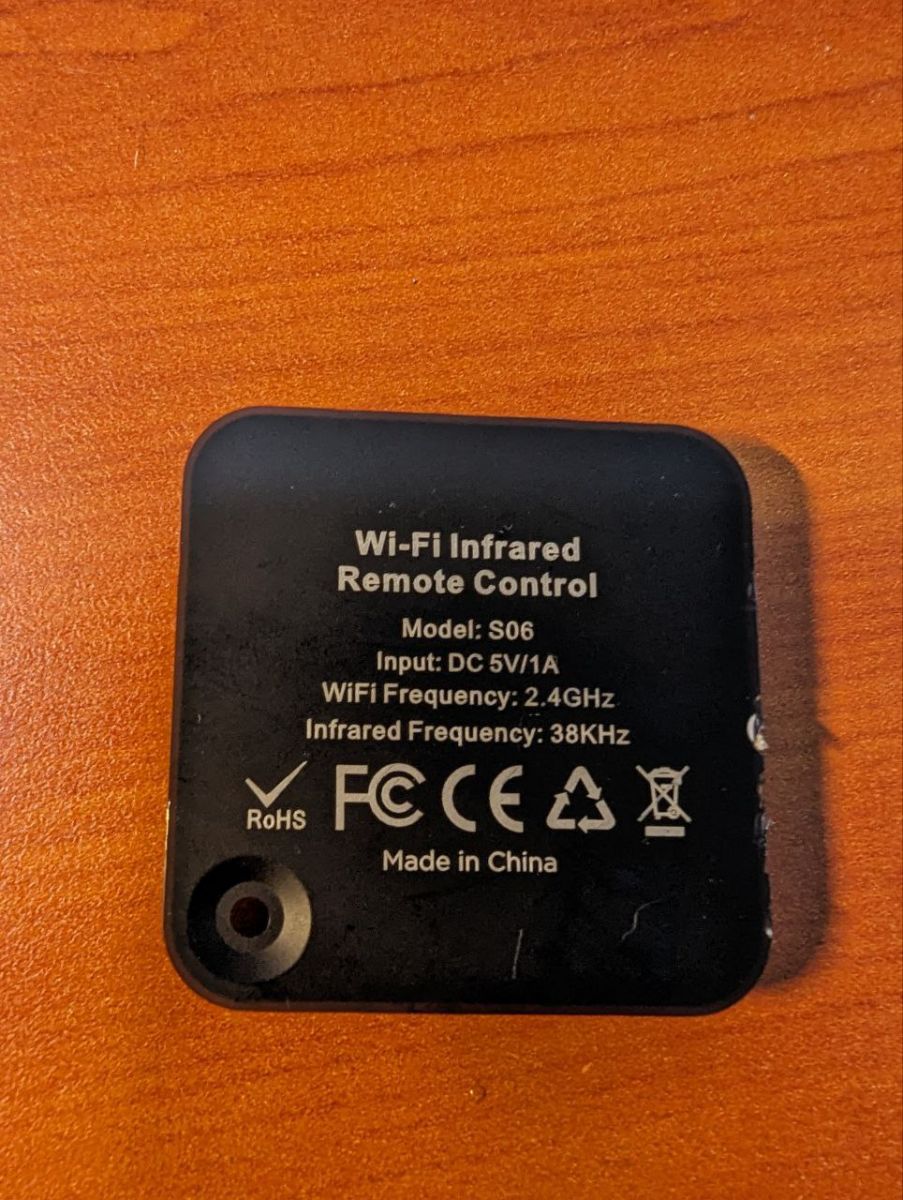 Wi-Fi Infrared
Remote Control
Model: S06
Input: DC 5V/1A
WiFi Frequency: 2.4GHz
Infrared Frequency: 38KHz
RoHS FC CE
Made in China